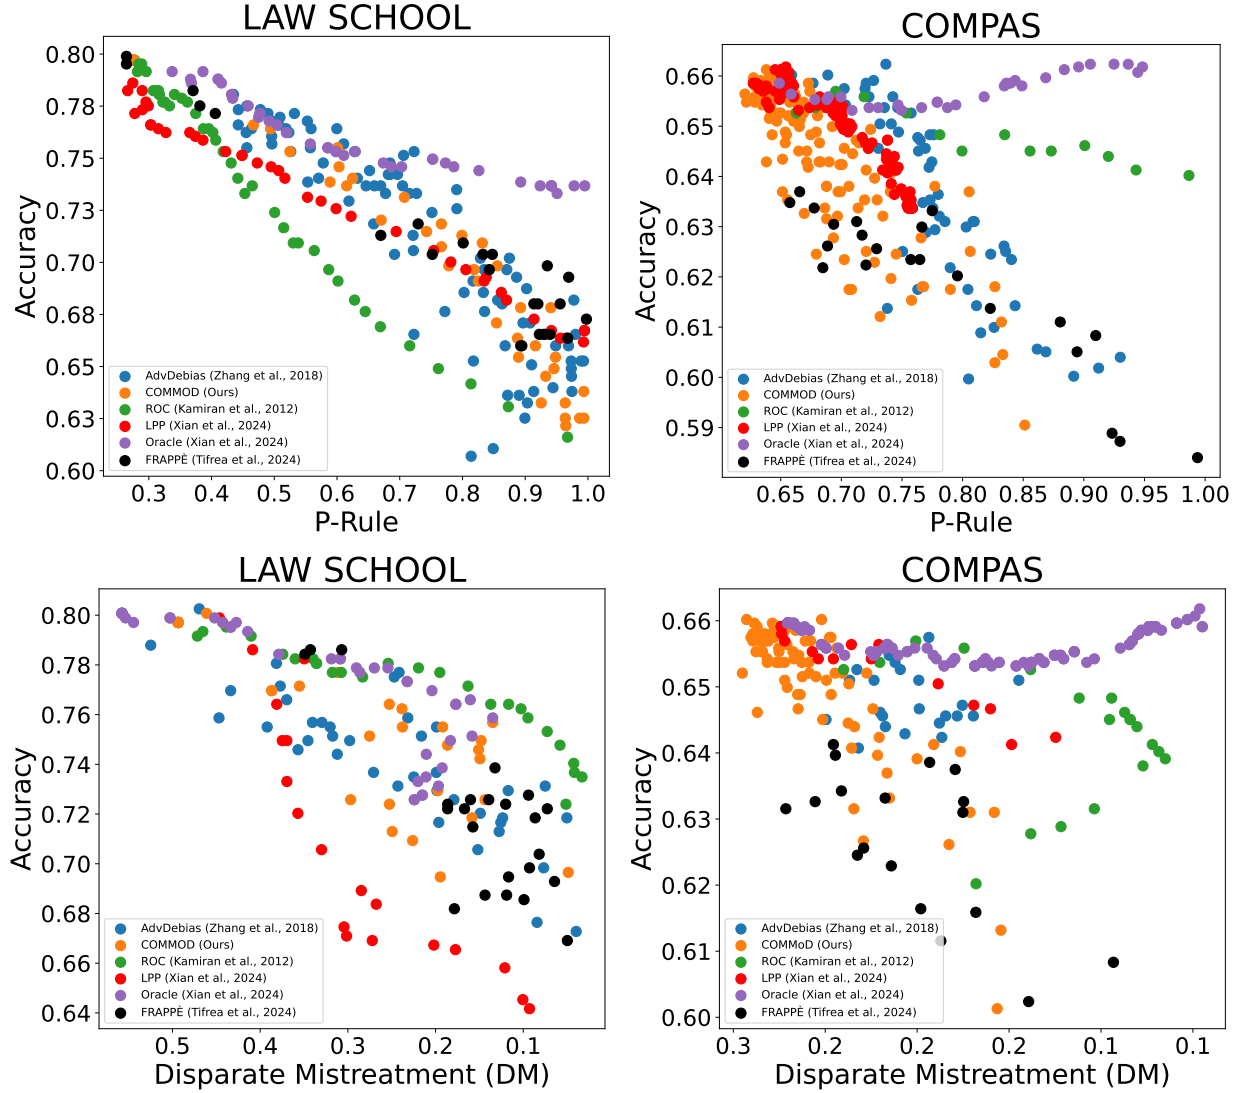 LAW SCHOOL
Accuracy
0.80
0.78
0.75
0.73
0.70
0.68
0.65
0.63
0.60
AdvDebias (Zhang et al., 2018)
COMMOD (Ours)
ROC (Kamiran et al., 2012)
LPP (Xian et al., 2024)
Oracle (Xian et al., 2024)
FRAPPÈ (Tifrea et al., 2024)
0.3 0.4 0.5 0.6 0.7 0.8 0.9 1.0
P-Rule
COMPAS
Accuracy
0.66
0.65
0.64
0.63
0.62
0.61
0.60
0.59
AdvDebias (Zhang et al., 2018)
COMMOD (Ours)
ROC (Kamiran et al., 2012)
LPP (Xian et al., 2024)
Oracle (Xian et al., 2024)
FRAPPÈ (Tifrea et al., 2024)
0.65 0.70 0.75 0.80 0.85 0.90 0.95 1.00
P-Rule
LAW SCHOOL
Accuracy
0.80
0.78
0.76
0.74
0.72
0.70
0.68
0.66
0.64
AdvDebias (Zhang et al., 2018)
COMMOD (Ours)
ROC (Kamiran et al., 2012)
LPP (Xian et al., 2024)
Oracle (Xian et al., 2024)
FRAPPÈ (Tifrea et al., 2024)
0.5 0.4 0.3 0.2 0.1
Disparate Mistreatment (DM)
COMPAS
Accuracy
0.66
0.65
0.64
0.63
0.62
0.61
0.60
AdvDebias (Zhang et al., 2018)
COMMoD (Ours)
ROC (Kamiran et al., 2012)
LPP (Xian et al., 2024)
Oracle (Xian et al., 2024)
FRAPPÈ (Tifrea et al., 2024)
0.3 0.2 0.2 0.2 0.1 0.1
Disparate Mistreatment (DM)